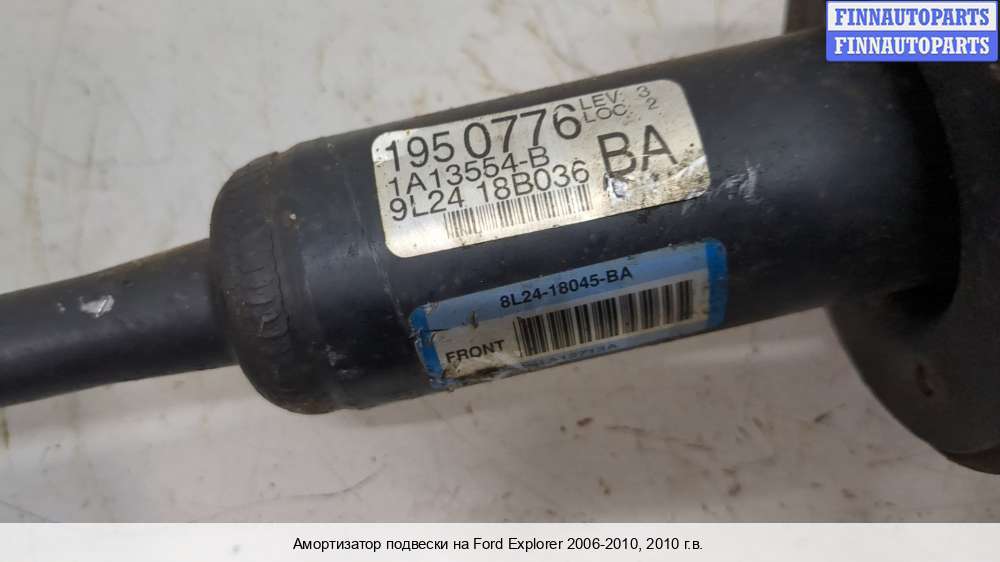 FINNAUTOPARTS
FINNAUTOPARTS
1950776 LEV: 3
LOC: 2
1A13554-B
9L24 18B036 BA
8L24-18045-BA
FRONT
Амортизатор подвески на Ford Explorer 2006-2010, 2010 г.в.